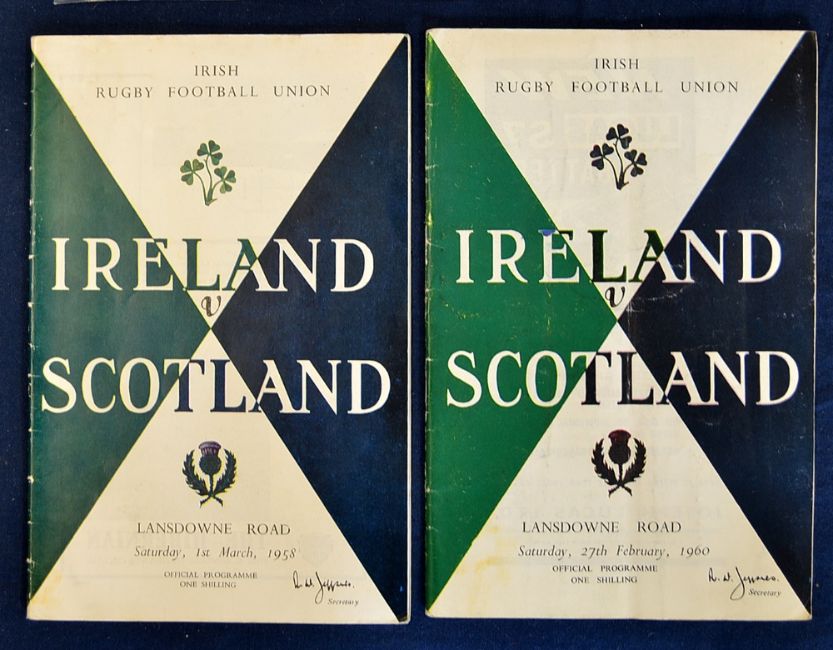 IRISH
RUGBY FOOTBALL UNION
IRELAND
v
SCOTLAND
LANSDOWNE ROAD
Saturday, 1st March, 1958
OFFICIAL PROGRAMME
ONE SHILLING
Secretary
IRISH
RUGBY FOOTBALL UNION
IRELAND
v
SCOTLAND
LANSDOWNE ROAD
Saturday, 27th February, 1960
OFFICIAL PROGRAMME
ONE SHILLING
Secretary